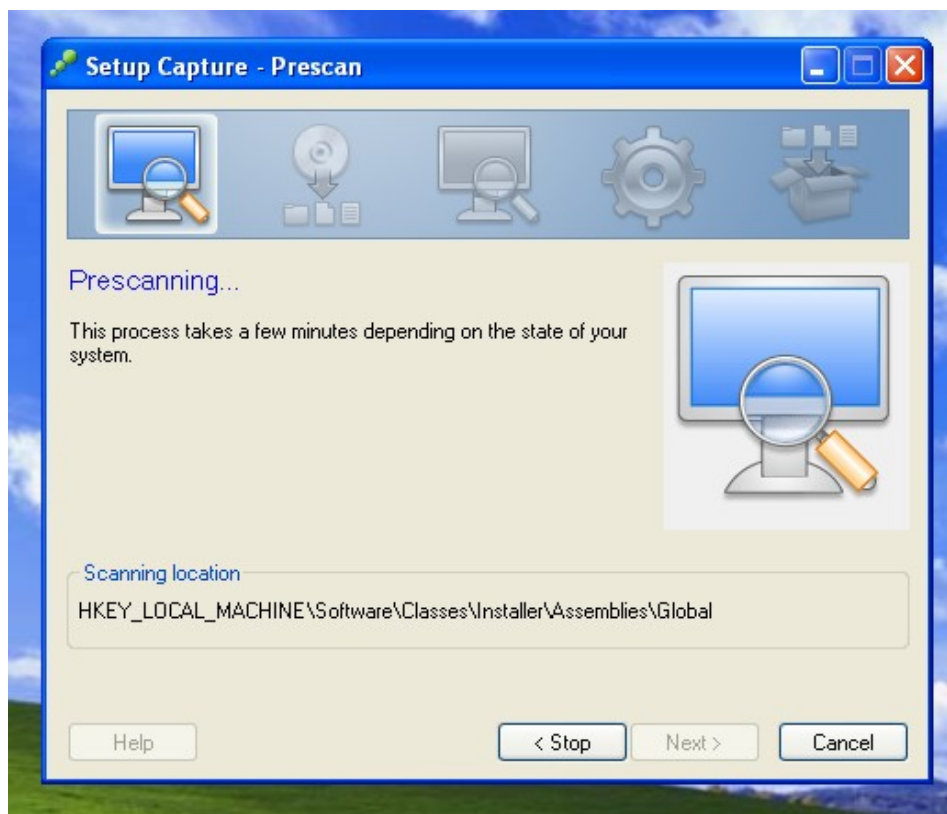 Setup Capture - Prescan
Prescanning...
This process takes a few minutes depending on the state of your
system.
Scanning location
HKEY_LOCAL_MACHINE\Software\Classes\Installer\Assemblies\Global
Help
< Stop
Next >
Cancel